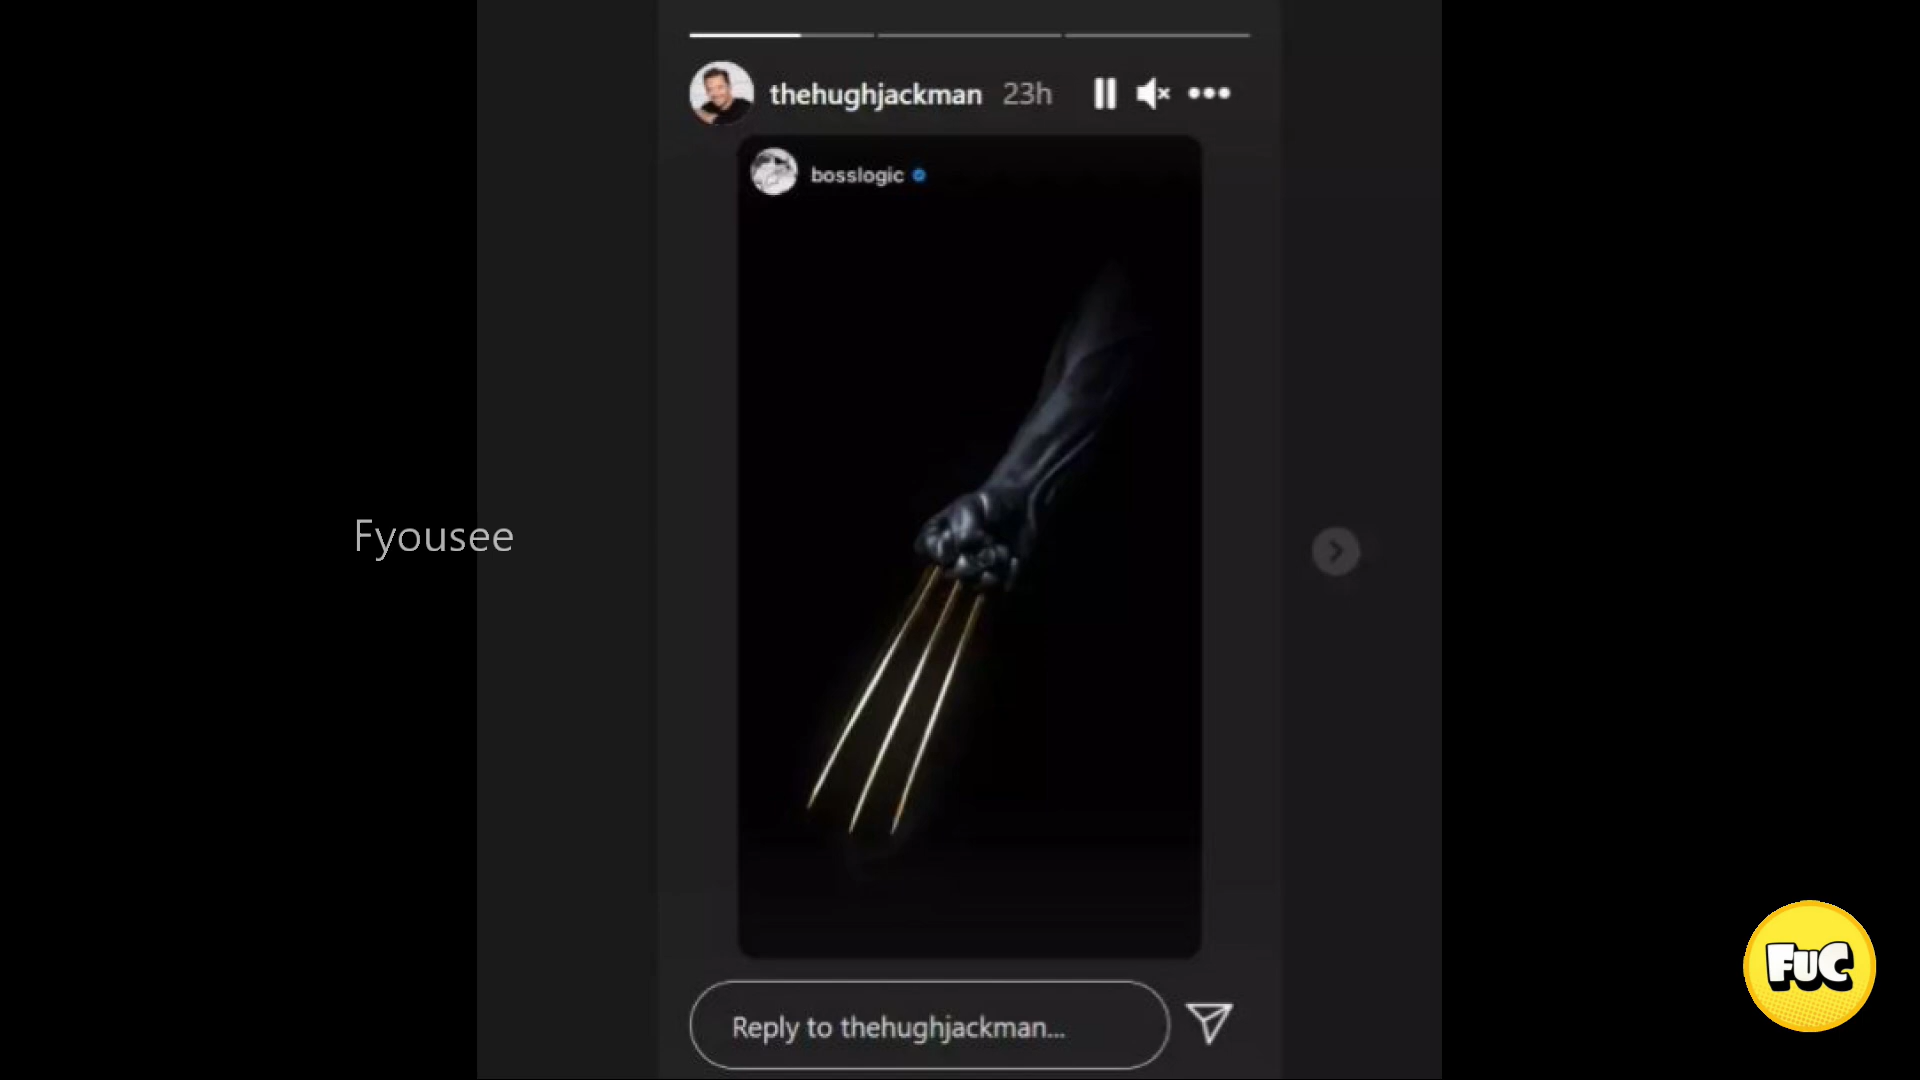 thehughjackman 23h
bosslogic
Fyousee
FUC
Reply to thehughjackman...